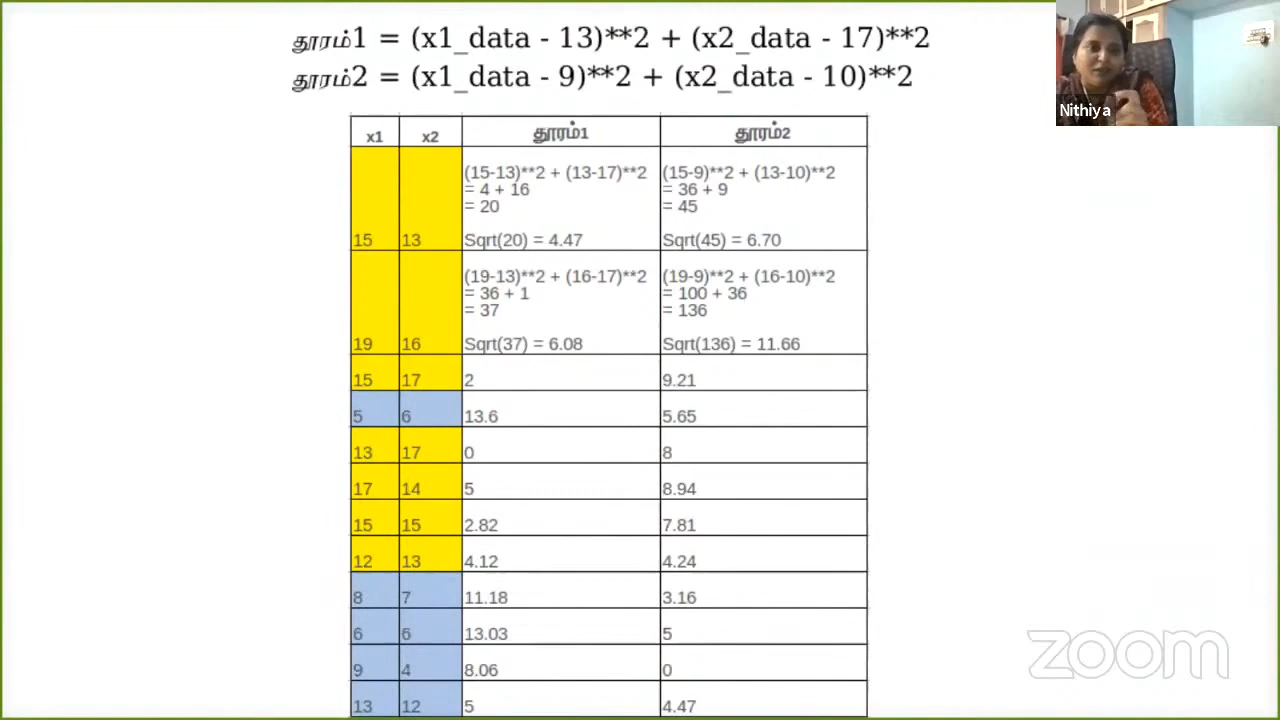 தூரம்1 = (x1_data - 13)**2 + (x2_data - 17)**2
தூரம்2 = (x1_data - 9)**2 + (x2_data - 10)**2
Nithiya
x1 x2 தூரம்1 தூரம்2
(15-13)**2 + (13-17)**2 (15-9)**2 + (13-10)**2
= 4 + 16 = 36 + 9
= 20 = 45
15 13 Sqrt(20) = 4.47 Sqrt(45) = 6.70
(19-13)**2 + (16-17)**2 (19-9)**2 + (16-10)**2
= 36 + 1 = 100 + 36
= 37 = 136
19 16 Sqrt(37) = 6.08 Sqrt(136) = 11.66
15 17 2 9.21
5 6 13.6 5.65
13 17 0 8
17 14 5 8.94
15 15 2.82 7.81
12 13 4.12 4.24
8 7 11.18 3.16
6 6 13.03 5
9 4 8.06 0
13 12 5 4.47
zoom